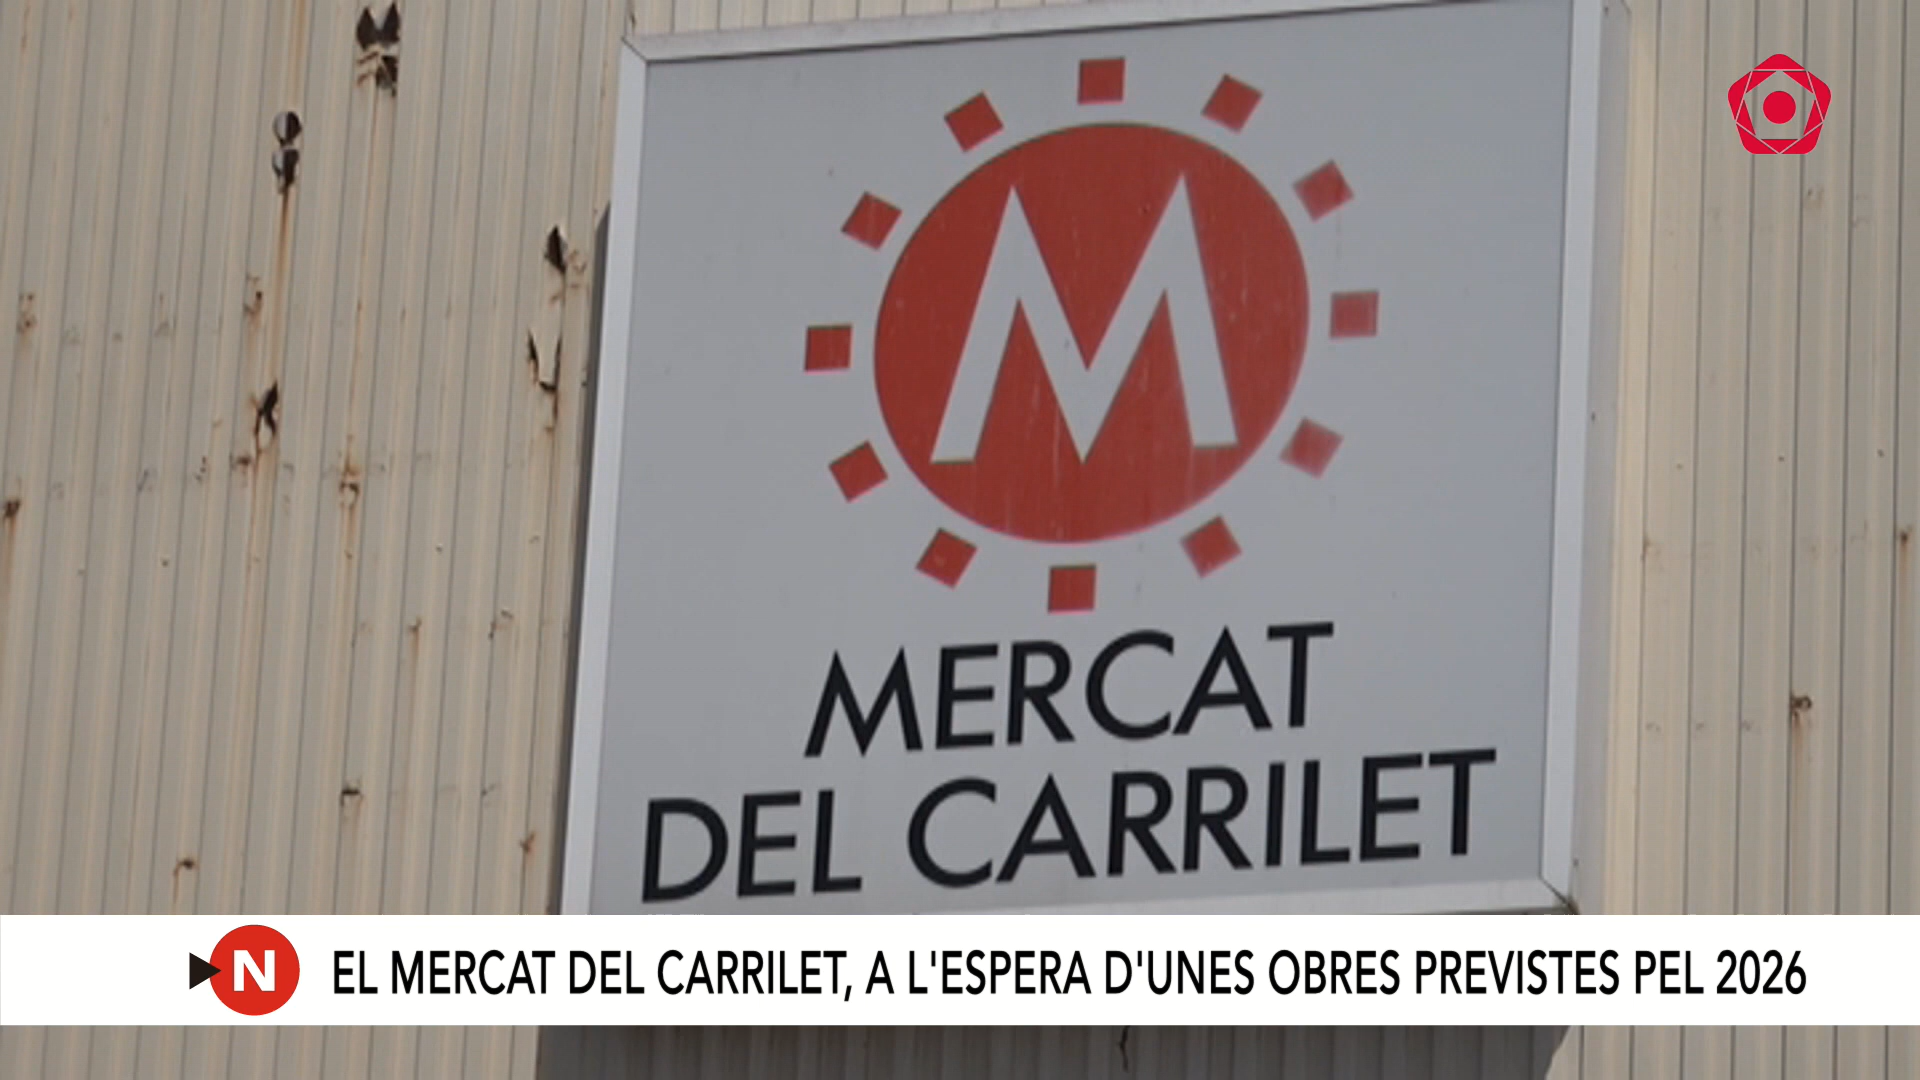 M
MERCAT
DEL CARRILET
N EL MERCAT DEL CARRILET, A L'ESPERA D'UNES OBRES PREVISTES PEL 2026